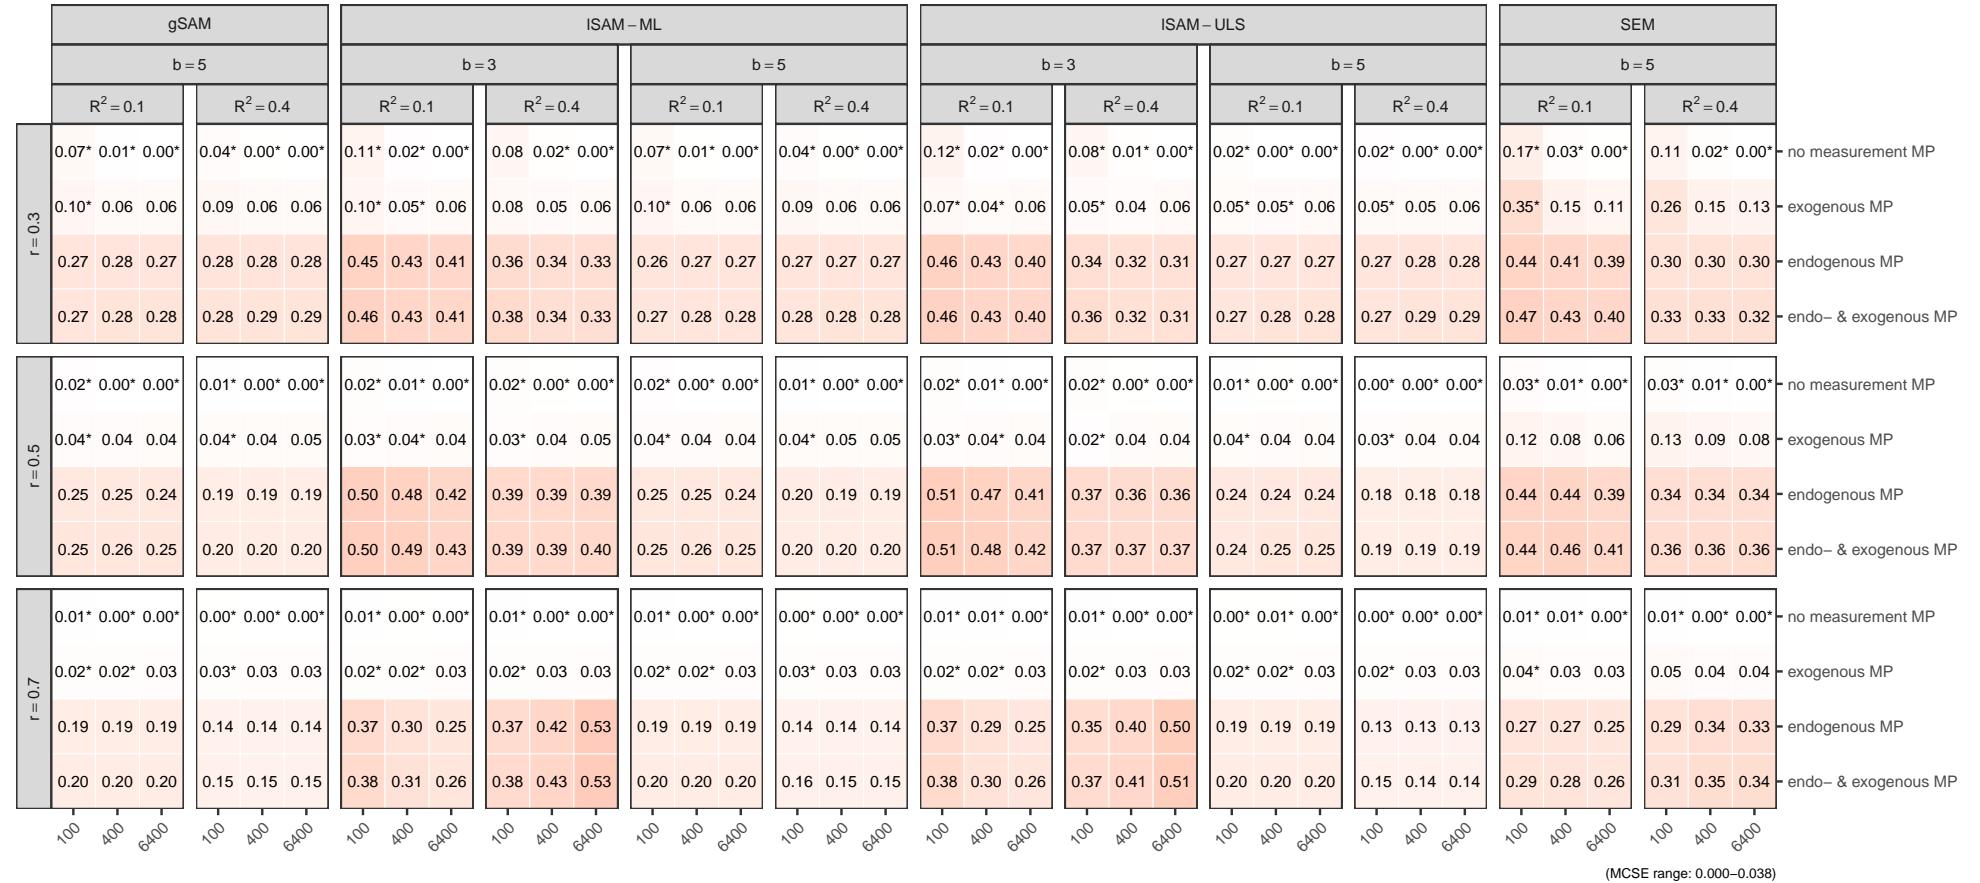 gSAM ISAM – ML ISAM – ULS SEM
b = 5 b = 3 b = 5 b = 3 b = 5 b = 5
R² = 0.1 R² = 0.4 R² = 0.1 R² = 0.4 R² = 0.1 R² = 0.4 R² = 0.1 R² = 0.4 R² = 0.1 R² = 0.4 R² = 0.1 R² = 0.4
r = 0.3
0.07* 0.01* 0.00* 0.04* 0.00* 0.00* 0.11* 0.02* 0.00* 0.08 0.02* 0.00* 0.07* 0.01* 0.00* 0.04* 0.00* 0.00* 0.12* 0.02* 0.00* 0.08* 0.01* 0.00* 0.02* 0.00* 0.00* 0.02* 0.00* 0.00* 0.17* 0.03* 0.00* 0.11 0.02* 0.00* no measurement MP
0.10* 0.06 0.06 0.09 0.06 0.06 0.10* 0.05* 0.06 0.08 0.05 0.06 0.10* 0.06 0.06 0.09 0.06 0.06 0.07* 0.04* 0.06 0.05* 0.04 0.06 0.05* 0.05* 0.06 0.05* 0.05 0.06 0.35* 0.15 0.11 0.26 0.15 0.13 exogenous MP
0.27 0.28 0.27 0.28 0.28 0.28 0.45 0.43 0.41 0.36 0.34 0.33 0.26 0.27 0.27 0.27 0.27 0.27 0.46 0.43 0.40 0.34 0.32 0.31 0.27 0.27 0.27 0.27 0.28 0.28 0.44 0.41 0.39 0.30 0.30 0.30 endogenous MP
0.27 0.28 0.28 0.28 0.29 0.29 0.46 0.43 0.41 0.38 0.34 0.33 0.27 0.28 0.28 0.28 0.28 0.28 0.46 0.43 0.40 0.36 0.32 0.31 0.27 0.28 0.28 0.27 0.29 0.29 0.47 0.43 0.40 0.33 0.33 0.32 endo– & exogenous MP
r = 0.5
0.02* 0.00* 0.00* 0.01* 0.00* 0.00* 0.02* 0.01* 0.00* 0.02* 0.00* 0.00* 0.02* 0.00* 0.00* 0.01* 0.00* 0.00* 0.02* 0.01* 0.00* 0.02* 0.00* 0.00* 0.01* 0.00* 0.00* 0.00* 0.00* 0.00* 0.03* 0.01* 0.00* 0.03* 0.01* 0.00* no measurement MP
0.04* 0.04 0.04 0.04* 0.04 0.05 0.03* 0.04* 0.04 0.03* 0.04 0.05 0.04* 0.04 0.04 0.04* 0.05 0.05 0.03* 0.04* 0.04 0.02* 0.04 0.04 0.04* 0.04 0.04 0.03* 0.04 0.04 0.12 0.08 0.06 0.13 0.09 0.08 exogenous MP
0.25 0.25 0.24 0.19 0.19 0.19 0.50 0.48 0.42 0.39 0.39 0.39 0.25 0.25 0.24 0.20 0.19 0.19 0.51 0.47 0.41 0.37 0.36 0.36 0.24 0.24 0.24 0.18 0.18 0.18 0.44 0.44 0.39 0.34 0.34 0.34 endogenous MP
0.25 0.26 0.25 0.20 0.20 0.20 0.50 0.49 0.43 0.39 0.39 0.40 0.25 0.26 0.25 0.20 0.20 0.20 0.51 0.48 0.42 0.37 0.37 0.37 0.24 0.25 0.25 0.19 0.19 0.19 0.44 0.46 0.41 0.36 0.36 0.36 endo– & exogenous MP
r = 0.7
0.01* 0.00* 0.00* 0.00* 0.00* 0.00* 0.01* 0.00* 0.00* 0.01* 0.00* 0.00* 0.01* 0.00* 0.00* 0.00* 0.00* 0.00* 0.01* 0.01* 0.00* 0.01* 0.00* 0.00* 0.00* 0.01* 0.00* 0.00* 0.00* 0.00* 0.01* 0.01* 0.00* 0.01* 0.00* 0.00* no measurement MP
0.02* 0.02* 0.03 0.03* 0.03 0.03 0.02* 0.02* 0.03 0.02* 0.03 0.03 0.02* 0.02* 0.03 0.03* 0.03 0.03 0.02* 0.02* 0.03 0.02* 0.03 0.03 0.02* 0.02* 0.03 0.02* 0.03 0.03 0.04* 0.03 0.03 0.05 0.04 0.04 exogenous MP
0.19 0.19 0.19 0.14 0.14 0.14 0.37 0.30 0.25 0.37 0.42 0.53 0.19 0.19 0.19 0.14 0.14 0.14 0.37 0.29 0.25 0.35 0.40 0.50 0.19 0.19 0.19 0.13 0.13 0.13 0.27 0.27 0.25 0.29 0.34 0.33 endogenous MP
0.20 0.20 0.20 0.15 0.15 0.15 0.38 0.31 0.26 0.38 0.43 0.53 0.20 0.20 0.20 0.16 0.15 0.15 0.38 0.30 0.26 0.37 0.41 0.51 0.20 0.20 0.20 0.15 0.14 0.14 0.29 0.28 0.26 0.31 0.35 0.34 endo– & exogenous MP
100 400 6400 100 400 6400 100 400 6400 100 400 6400 100 400 6400 100 400 6400 100 400 6400 100 400 6400 100 400 6400 100 400 6400 100 400 6400 100 400 6400
(MCSE range: 0.000–0.038)